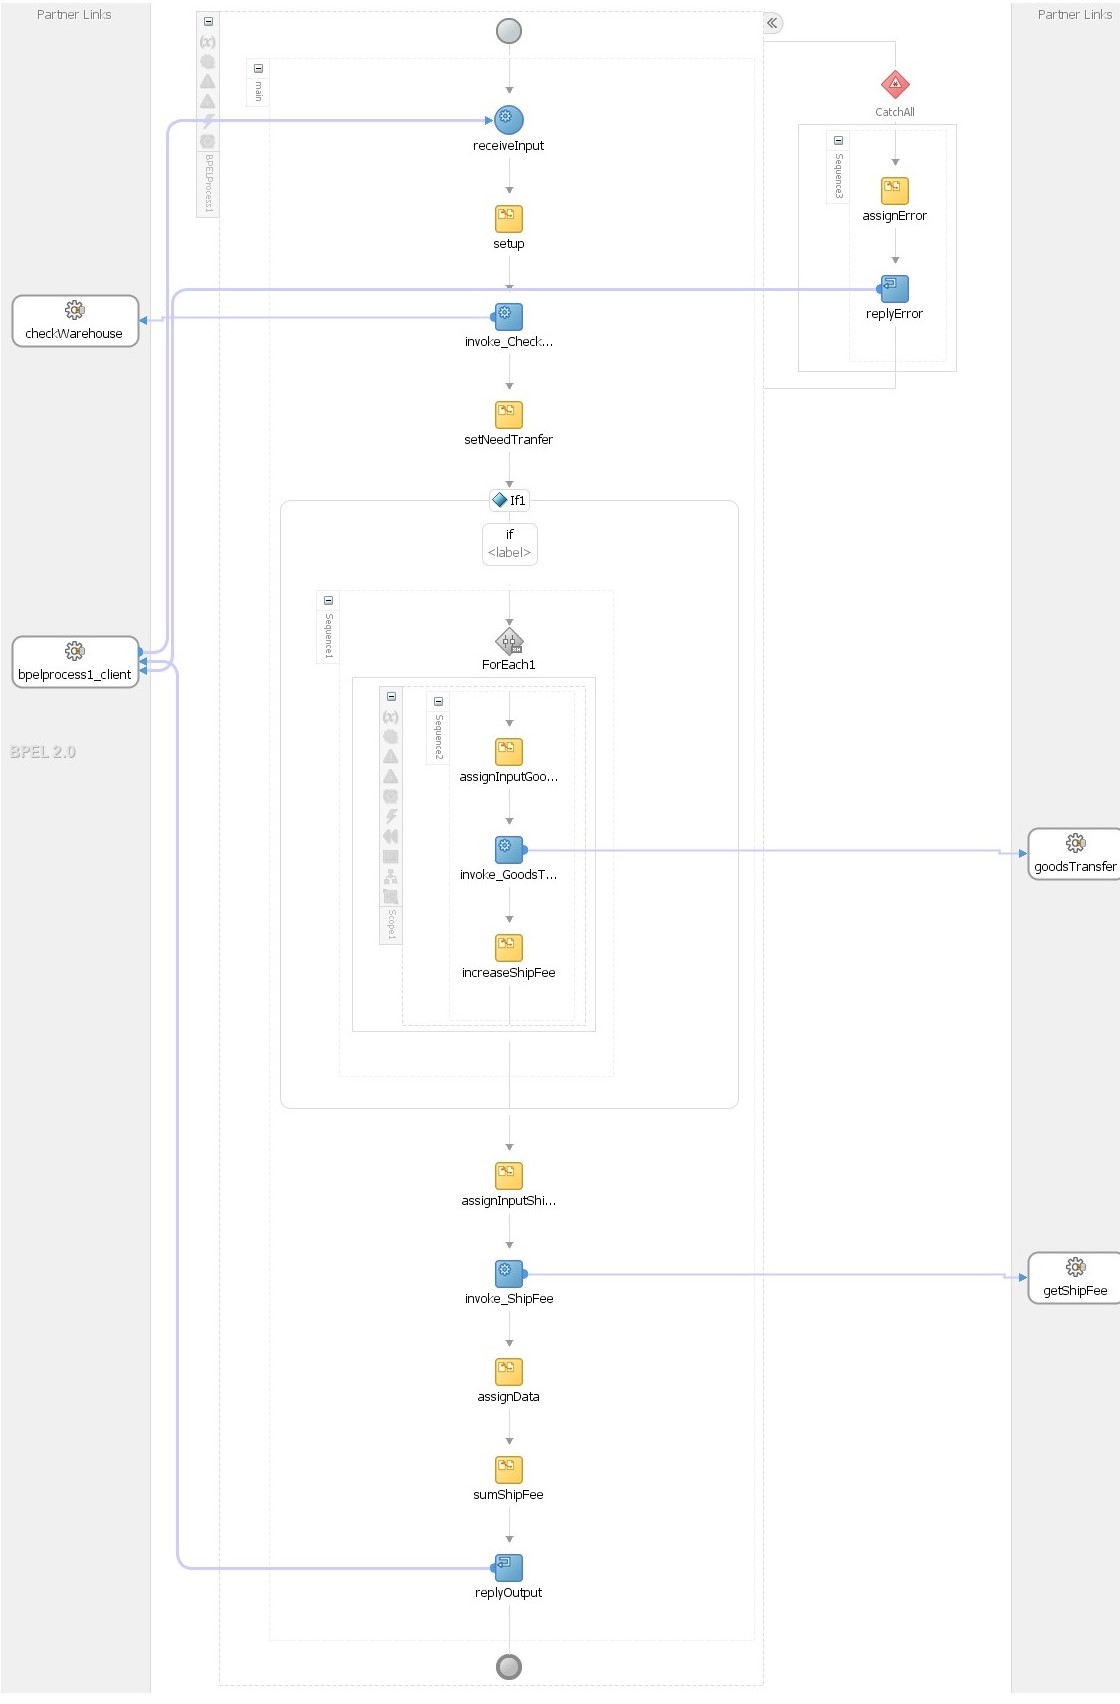 Partner Links
Partner Links
BPELProcess1
main
receiveInput
setup
invoke_Check...
setNeedTranfer
If1
if
<label>
Sequence1
ForEach1
Scope1
Sequence2
assignInputGoo...
invoke_GoodsT...
increaseShipFee
assignInputShi...
invoke_ShipFee
assignData
sumShipFee
replyOutput
CatchAll
Sequence3
assignError
replyError
checkWarehouse
bpelprocess1_client
BPEL 2.0
goodsTransfer
getShipFee